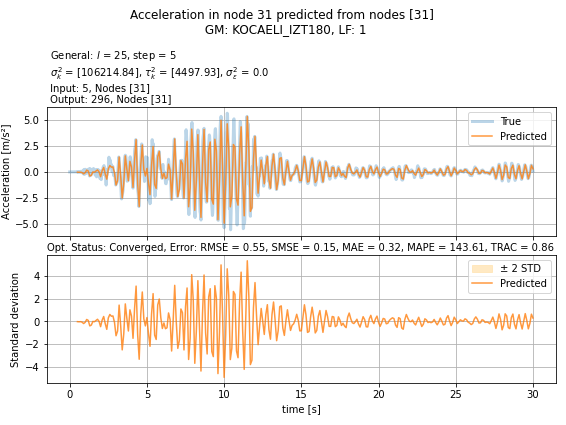 Acceleration in node 31 predicted from nodes [31]
GM: KOCAELI_IZT180, LF: 1
General: l = 25, step = 5
σ²ₖ = [106214.84], τ²ₖ = [4497.93], σ²ε = 0.0
Input: 5, Nodes [31]
Output: 296, Nodes [31]
Acceleration [m/s²]
5.0
2.5
0.0
−2.5
−5.0
True
Predicted
Opt. Status: Converged, Error: RMSE = 0.55, SMSE = 0.15, MAE = 0.32, MAPE = 143.61, TRAC = 0.86
Standard deviation
4
2
0
−2
−4
± 2 STD
Predicted
0 5 10 15 20 25 30
time [s]